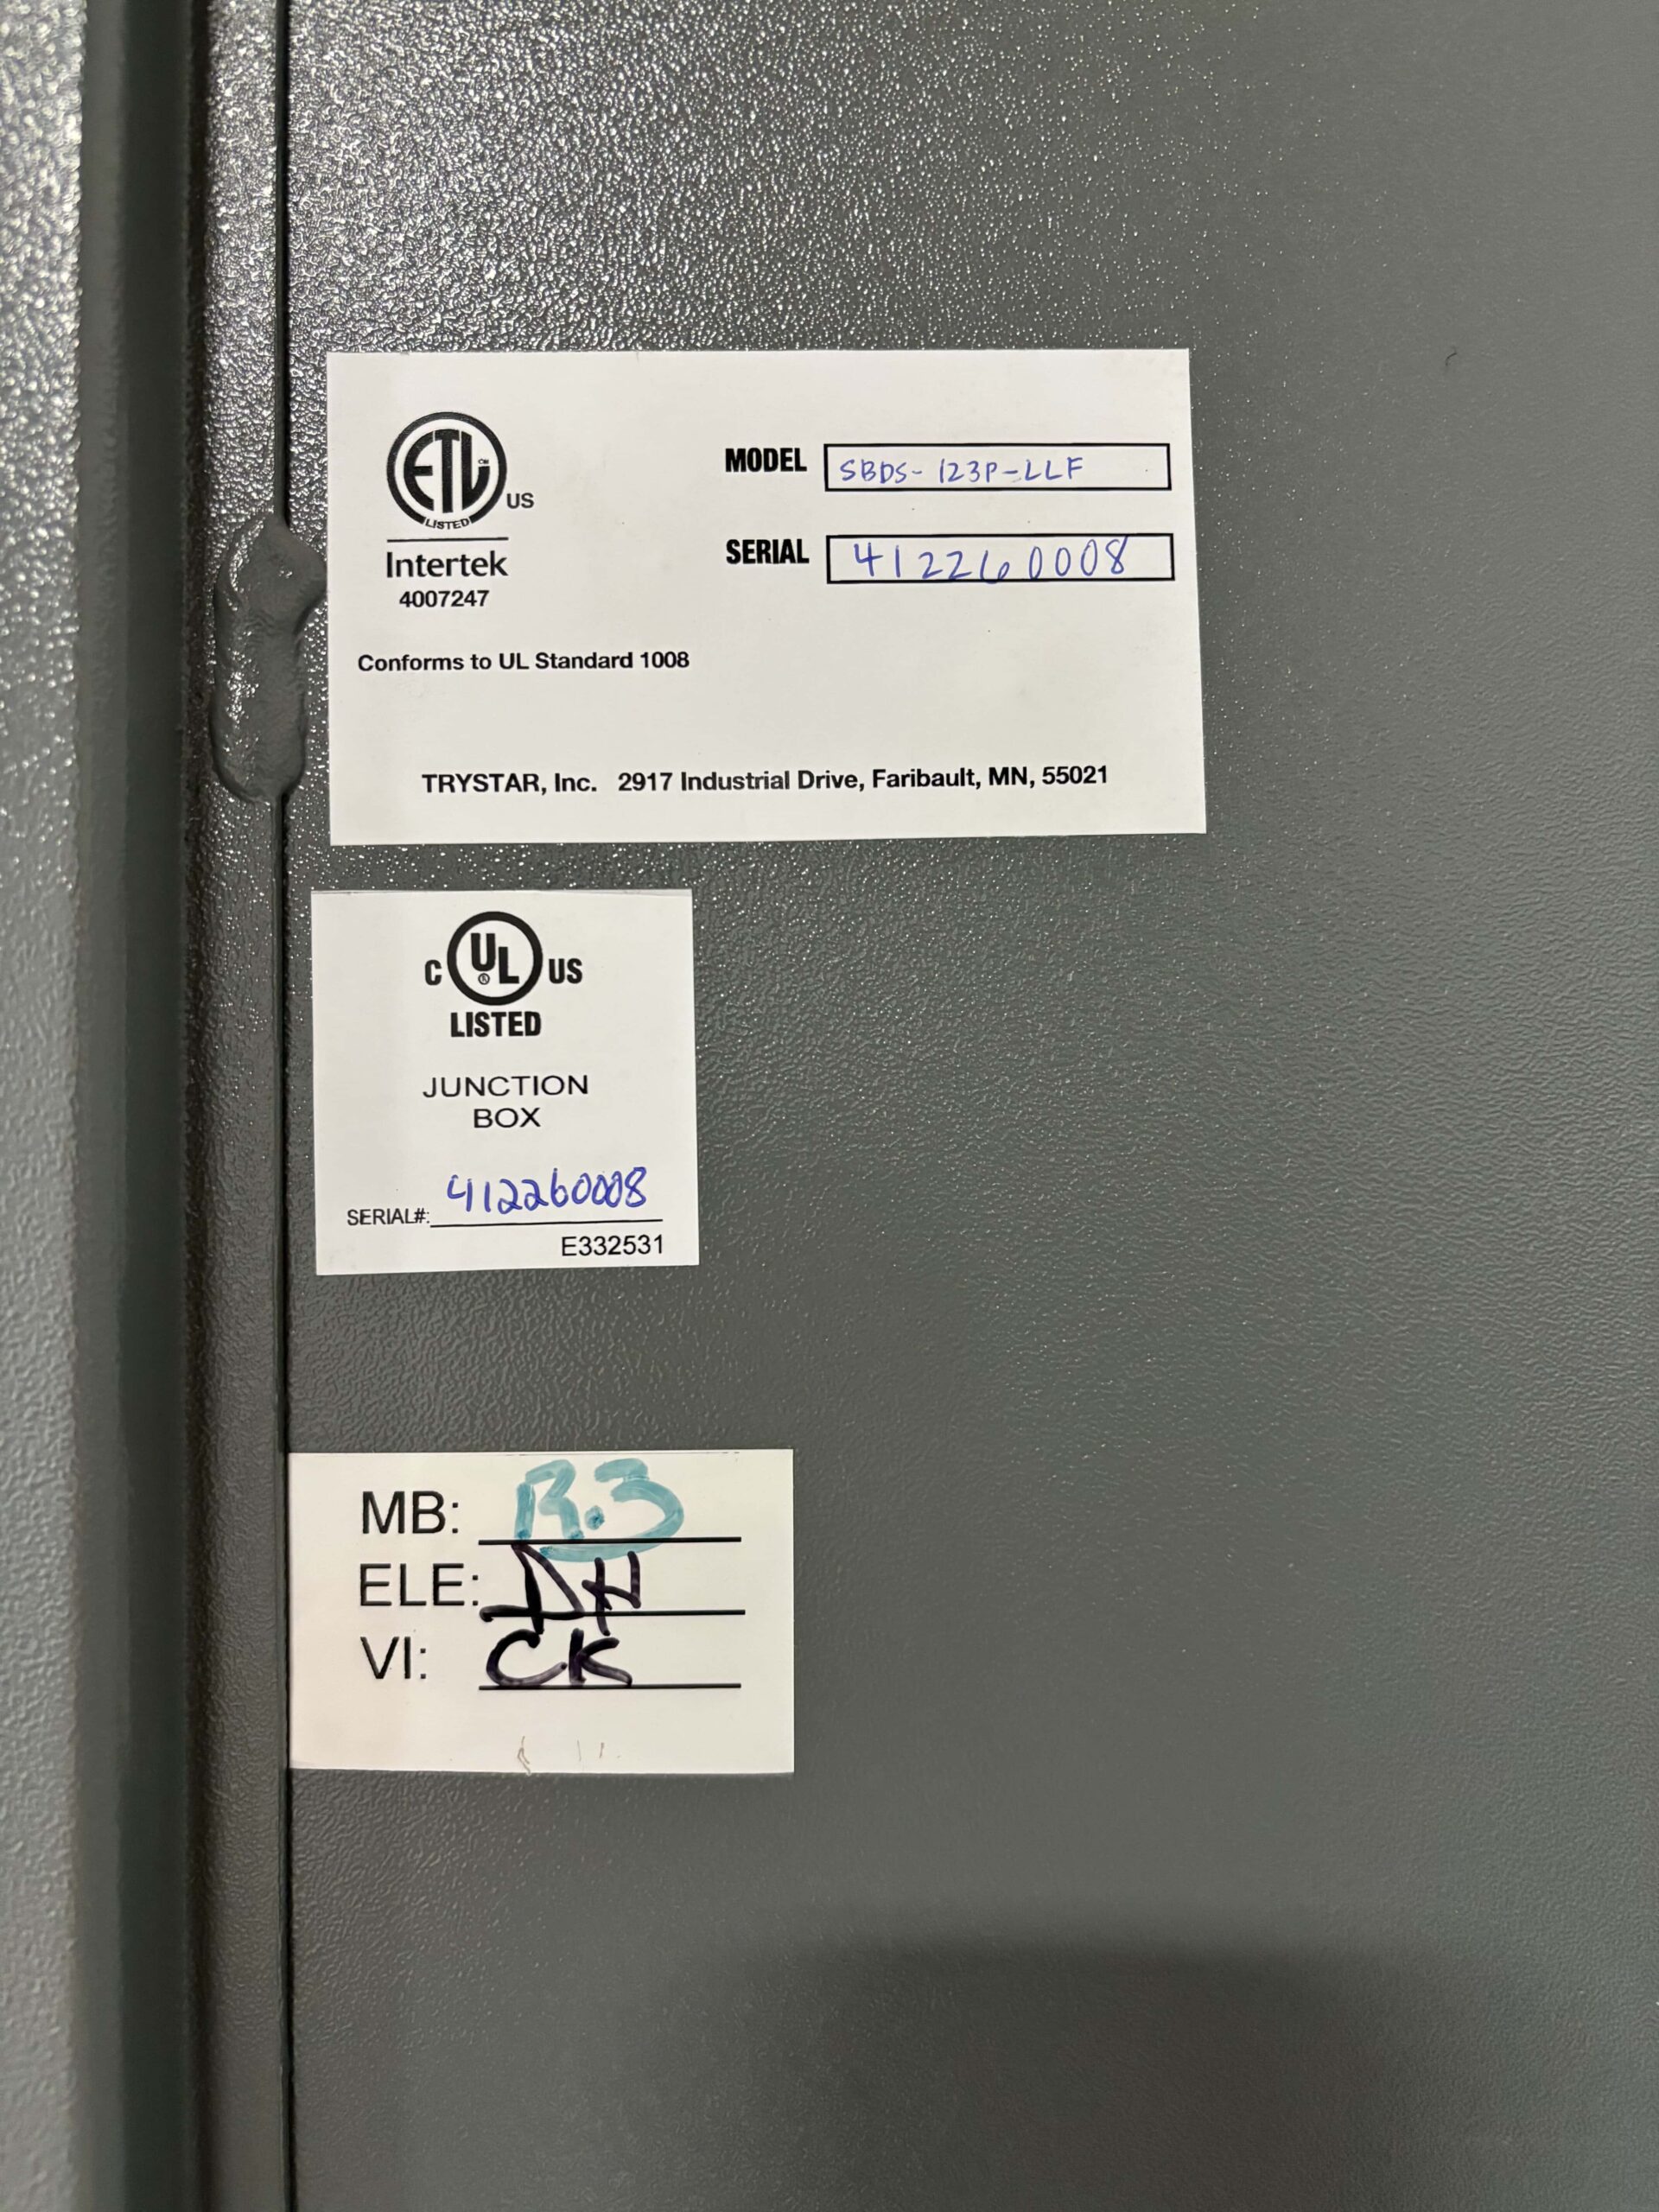 ETL CM US
LISTED
Intertek
4007247
MODEL SBDS-123P-LLF
SERIAL 412260008
Conforms to UL Standard 1008
TRYSTAR, Inc. 2917 Industrial Drive, Faribault, MN, 55021
C UL ® US
LISTED
JUNCTION
BOX
SERIAL#: 412260008
E332531
MB: R.3
ELE: DH
VI: CK